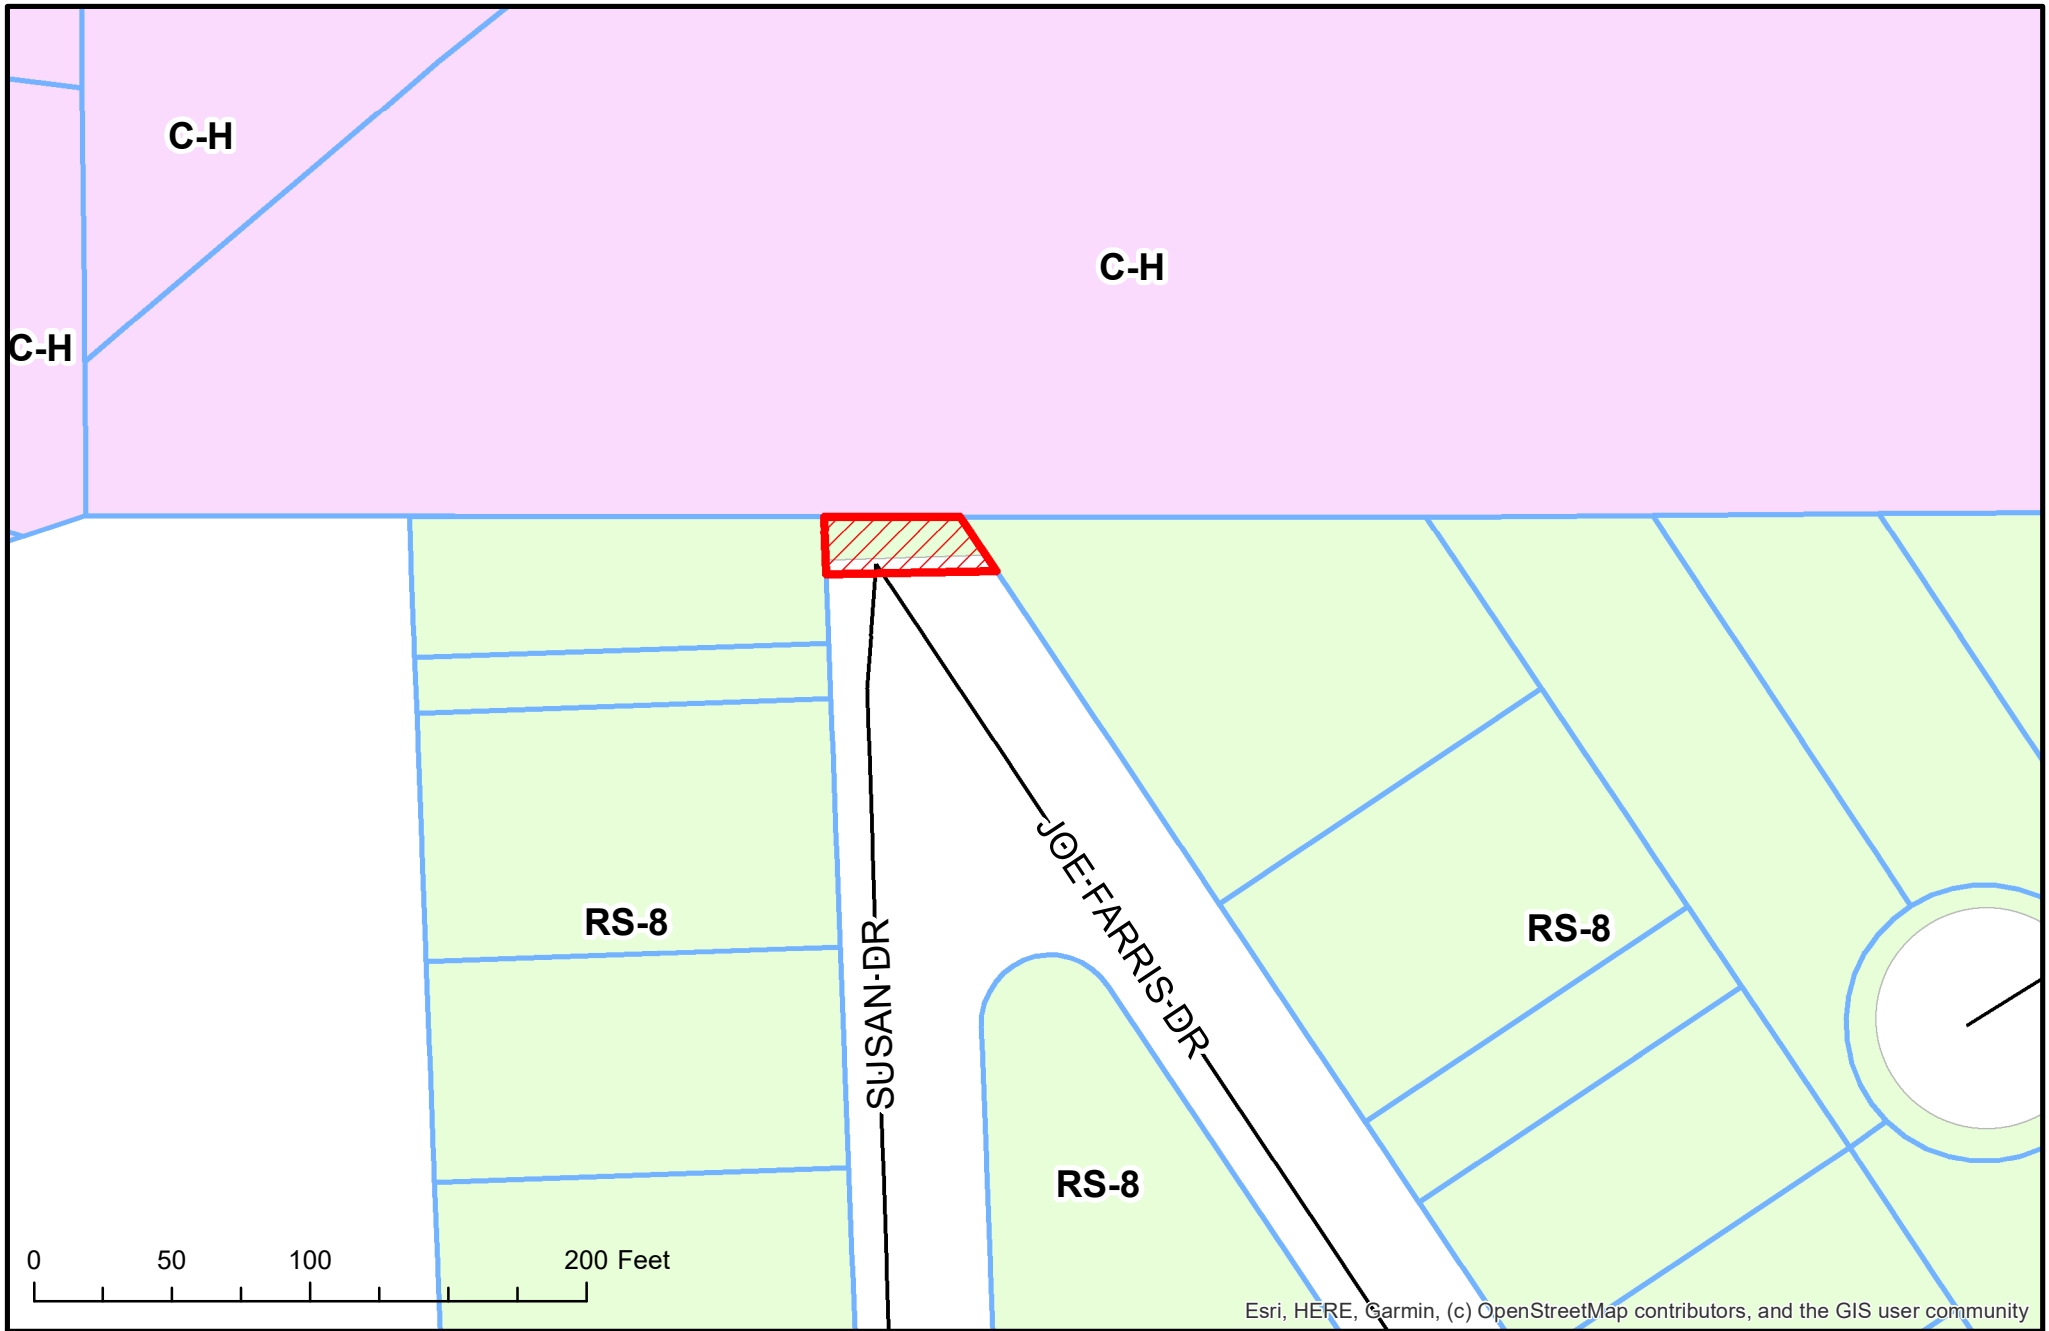 C-H
C-H
C-H
RS-8
RS-8
SUSAN DR
JOE FARRIS DR
RS-8
0 50 100 200 Feet
Esri, HERE, Garmin, (c) OpenStreetMap contributors, and the GIS user community